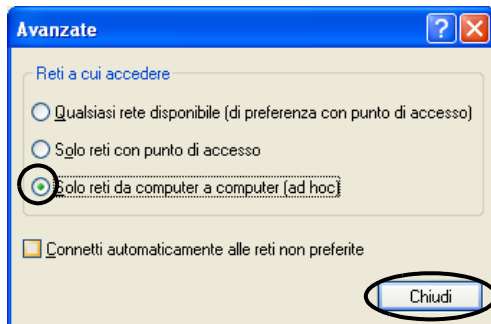 Avanzate
Reti a cui accedere
Qualsiasi rete disponibile (di preferenza con punto di accesso)
Solo reti con punto di accesso
Solo reti da computer a computer (ad hoc)
Connetti automaticamente alle reti non preferite
Chiudi